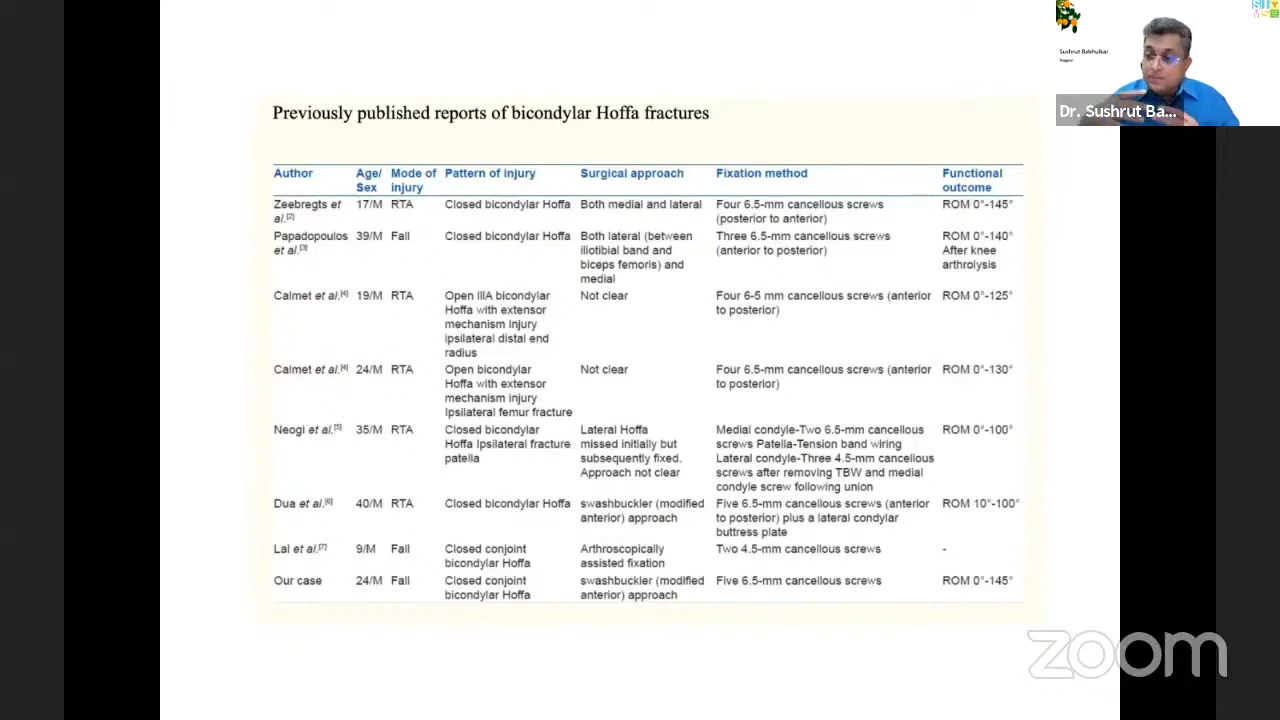 Sushrut Babhulkar
Nagpur
Dr. Sushrut Ba...
Previously published reports of bicondylar Hoffa fractures
Author Age/ Mode of Pattern of injury Surgical approach Fixation method Functional
Sex injury outcome
Zeebregts et 17/M RTA Closed bicondylar Hoffa Both medial and lateral Four 6.5-mm cancellous screws ROM 0°-145°
al.[2] (posterior to anterior)
Papadopoulos 39/M Fall Closed bicondylar Hoffa Both lateral (between Three 6.5-mm cancellous screws ROM 0°-140°
et al.[3] iliotibial band and (anterior to posterior) After knee
biceps femoris) and arthrolysis
medial
Calmet et al.[4] 19/M RTA Open IIIA bicondylar Not clear Four 6-5 mm cancellous screws (anterior ROM 0°-125°
Hoffa with extensor to posterior)
mechanism injury
ipsilateral distal end
radius
Calmet et al.[4] 24/M RTA Open bicondylar Not clear Four 6.5-mm cancellous screws (anterior ROM 0°-130°
Hoffa with extensor to posterior)
mechanism injury
Ipsilateral femur fracture
Neogi et al.[5] 35/M RTA Closed bicondylar Lateral Hoffa Medial condyle-Two 6.5-mm cancellous ROM 0°-100°
Hoffa Ipsilateral fracture missed initially but screws Patella-Tension band wiring
patella subsequently fixed. Lateral condyle-Three 4.5-mm cancellous
Approach not clear screws after removing TBW and medial
condyle screw following union
Dua et al.[6] 40/M RTA Closed bicondylar Hoffa swashbuckler (modified Five 6.5-mm cancellous screws (anterior ROM 10°-100°
anterior) approach to posterior) plus a lateral condylar
buttress plate
Lal et al.[7] 9/M Fall Closed conjoint Arthroscopically Two 4.5-mm cancellous screws -
bicondylar Hoffa assisted fixation
Our case 24/M Fall Closed conjoint swashbuckler (modified Five 6.5-mm cancellous screws ROM 0°-145°
bicondylar Hoffa anterior) approach
zoom